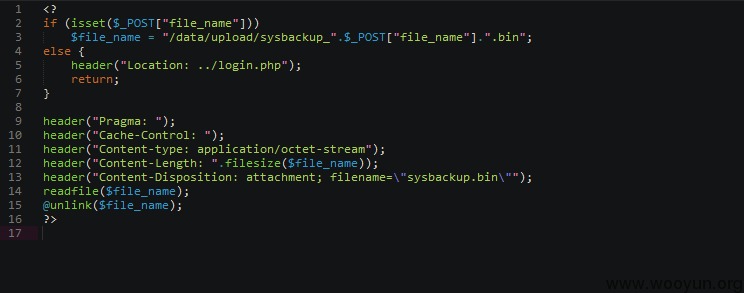 1 <?
2 if (isset($_POST["file_name"]))
3 $file_name = "/data/upload/sysbackup_".$_POST["file_name"].".bin";
4 else {
5 header("Location: ../login.php");
6 return;
7 }
8
9 header("Pragma: ");
10 header("Cache-Control: ");
11 header("Content-type: application/octet-stream");
12 header("Content-Length: ".filesize($file_name));
13 header("Content-Disposition: attachment; filename=\"sysbackup.bin\"");
14 readfile($file_name);
15 @unlink($file_name);
16 ?>
17
www.wooyun.org